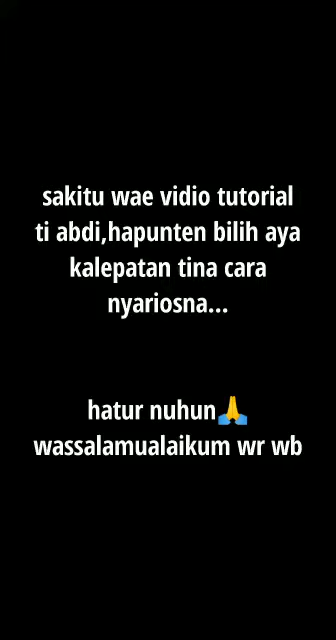 sakitu wae vidio tutorial
ti abdi,hapunten bilih aya
kalepatan tina cara
nyariosna...
hatur nuhun🙏
wassalamualaikum wr wb